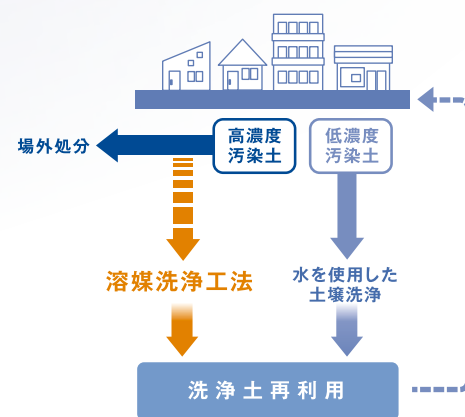 場外処分
高濃度
汚染土
低濃度
汚染土
溶媒洗浄工法
水を使用した
土壌洗浄
洗浄土再利用